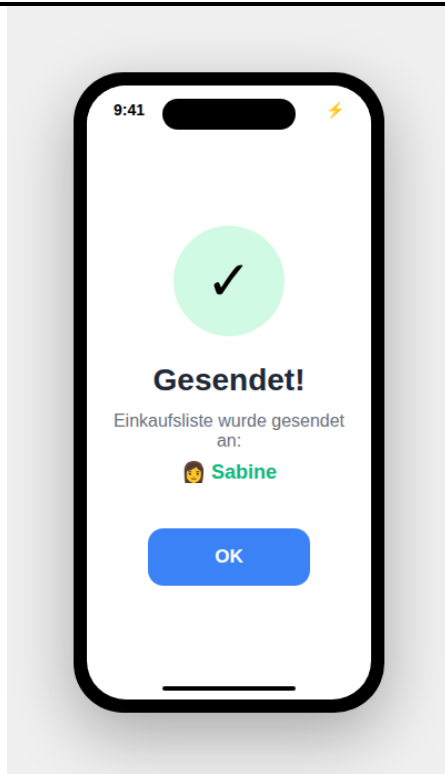 9:41 ⚡
✓
Gesendet!
Einkaufsliste wurde gesendet
an:
👩 Sabine
OK